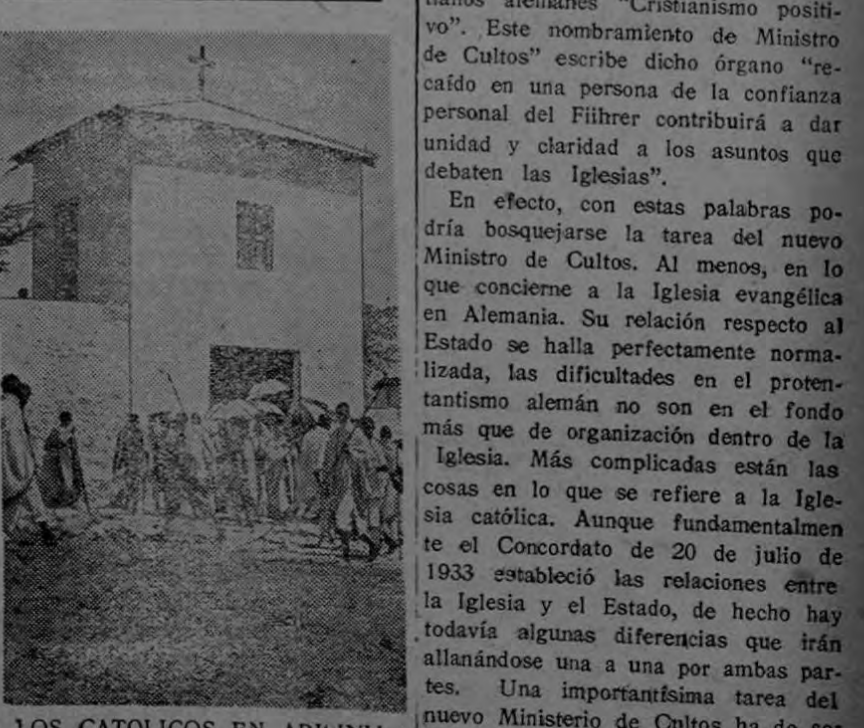 alemanes "Cristianismo positi-
vo". Este nombramiento de Ministro
de Cultos" escribe dicho órgano "re-
caído en una persona de la confianza
personal del Fiihrer contribuirá a dar
unidad y claridad a los asuntos que
debaten las Iglesias".
En efecto, con estas palabras po-
dría bosquejarse la tarea del nuevo
Ministro de Cultos. Al menos, en lo
que concierne a la Iglesia evangélica
en Alemania. Su relación respecto al
Estado se halla perfectamente norma-
lizada, las dificultades en el proten-
tantismo alemán no son en el fondo
más que de organización dentro de la
Iglesia. Más complicadas están las
cosas en lo que se refiere a la Igle-
sia católica. Aunque fundamentalmen
te el Concordato de 20 de julio de
1933 estableció las relaciones entre
la Iglesia y el Estado, de hecho hay
todavía algunas diferencias que irán
allanándose una a una por ambas par-
tes. Una importantísima tarea del
nuevo Ministerio de Cultos ha de
LOS CATOLICOS EN